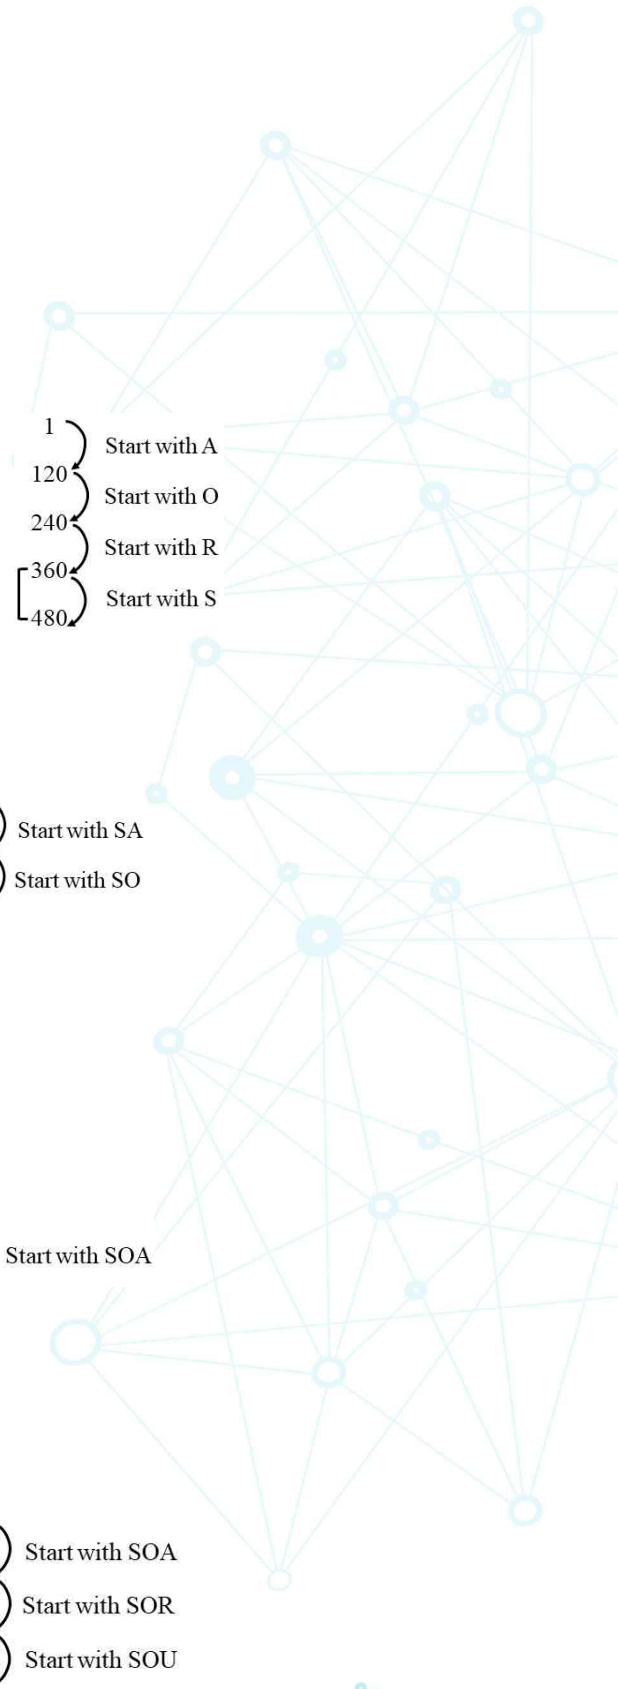 1
Start with A
120
Start with O
240
Start with R
360
Start with S
480
Start with SA
Start with SO
Start with SOA
Start with SOA
Start with SOR
Start with SOU